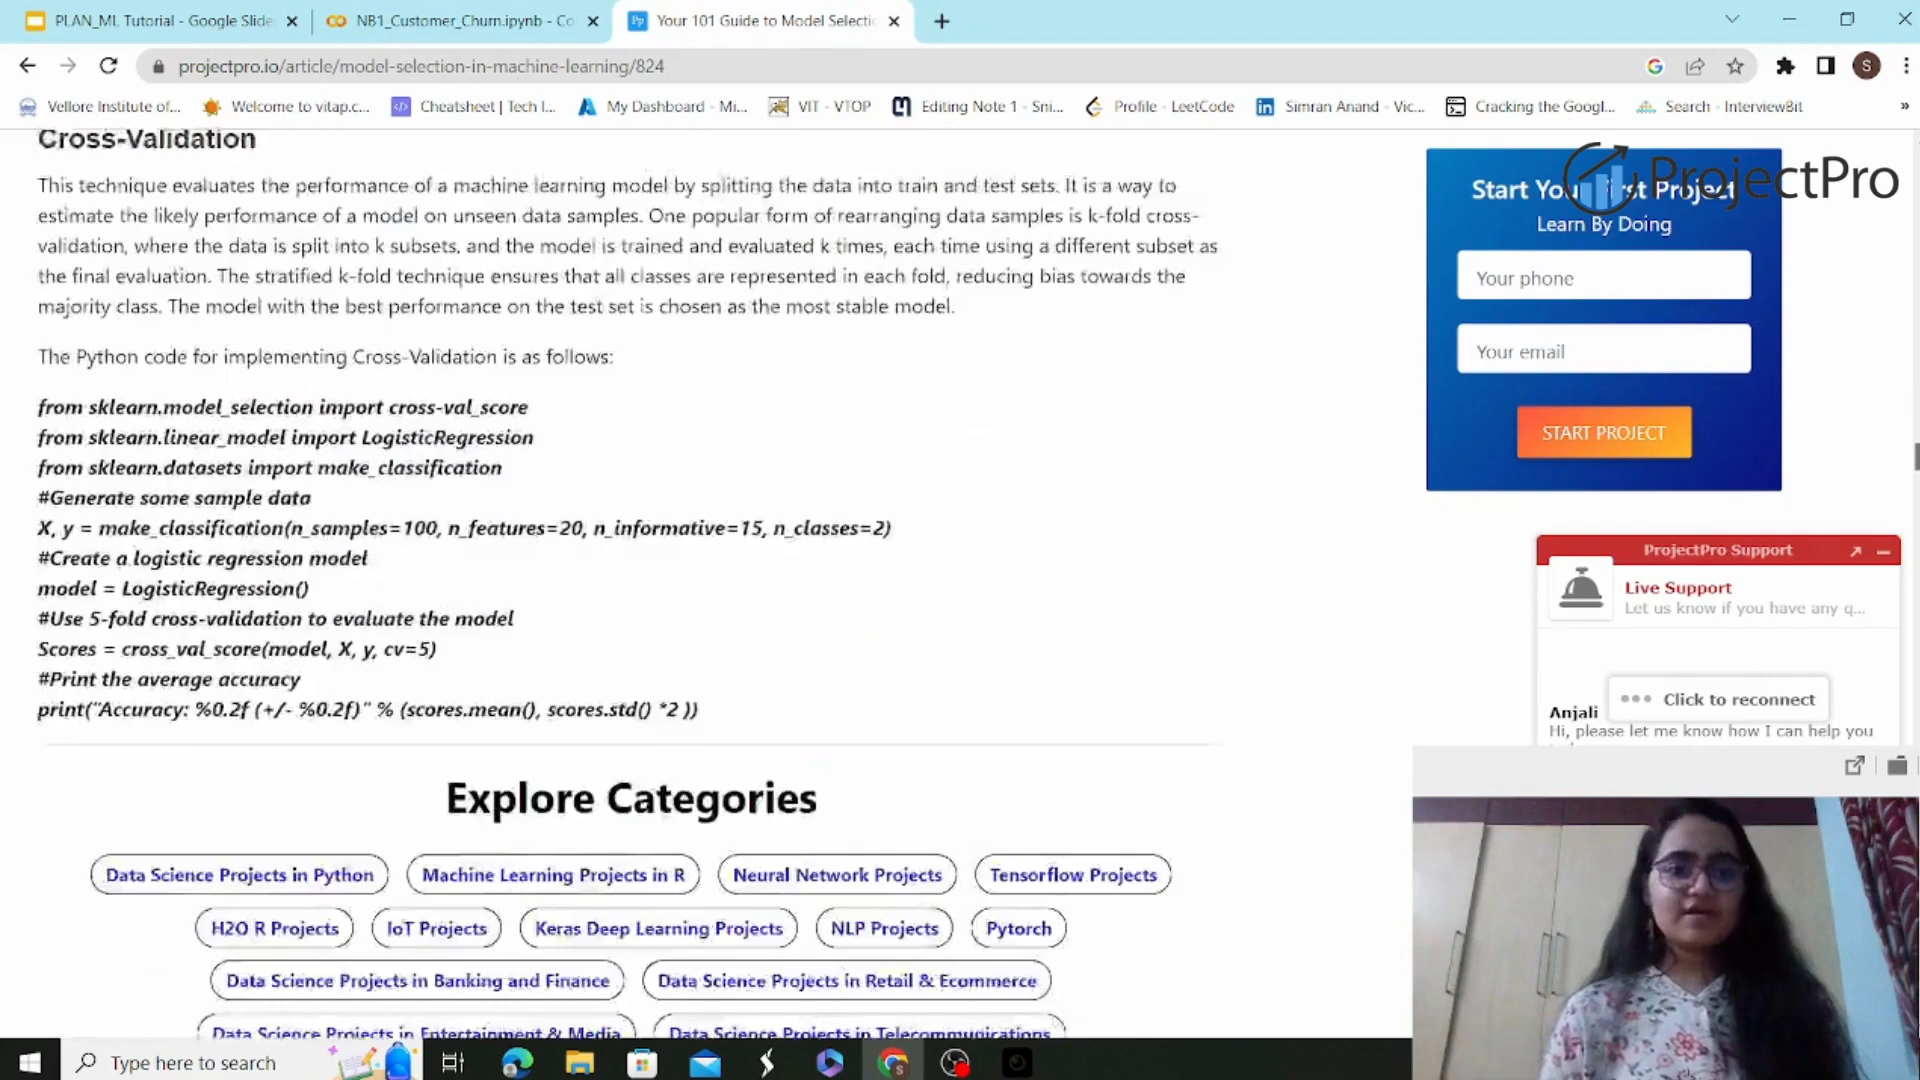 PLAN_ML Tutorial - Google Slide
NB1_Customer_Churn.ipynb - Co
Your 101 Guide to Model Selecti
projectpro.io/article/model-selection-in-machine-learning/824
S
Vellore Institute of...
Welcome to vitap.c...
Cheatsheet | Tech I...
My Dashboard - Mi...
VIT - VTOP
Editing Note 1 - Sni...
Profile - LeetCode
Simran Anand - Vic...
Cracking the Googl...
Search - InterviewBit
»
Cross-Validation
This technique evaluates the performance of a machine learning model by splitting the data into train and test sets. It is a way to
estimate the likely performance of a model on unseen data samples. One popular form of rearranging data samples is k-fold cross-
validation, where the data is split into k subsets, and the model is trained and evaluated k times, each time using a different subset as
the final evaluation. The stratified k-fold technique ensures that all classes are represented in each fold, reducing bias towards the
majority class. The model with the best performance on the test set is chosen as the most stable model.
The Python code for implementing Cross-Validation is as follows:
from sklearn.model_selection import cross-val_score
from sklearn.linear_model import LogisticRegression
from sklearn.datasets import make_classification
#Generate some sample data
X, y = make_classification(n_samples=100, n_features=20, n_informative=15, n_classes=2)
#Create a logistic regression model
model = LogisticRegression()
#Use 5-fold cross-validation to evaluate the model
Scores = cross_val_score(model, X, y, cv=5)
#Print the average accuracy
print("Accuracy: %0.2f (+/- %0.2f)" % (scores.mean(), scores.std() *2 ))
Explore Categories
Data Science Projects in Python
Machine Learning Projects in R
Neural Network Projects
Tensorflow Projects
H2O R Projects
IoT Projects
Keras Deep Learning Projects
NLP Projects
Pytorch
Data Science Projects in Banking and Finance
Data Science Projects in Retail & Ecommerce
Data Science Projects in Entertainment & Media
Data Science Projects in Telecommunications
ProjectPro
Start Your First Project
Learn By Doing
Your phone
Your email
START PROJECT
ProjectPro Support
Live Support
Let us know if you have any q...
Click to reconnect
Anjali
Hi, please let me know how I can help you
Type here to search